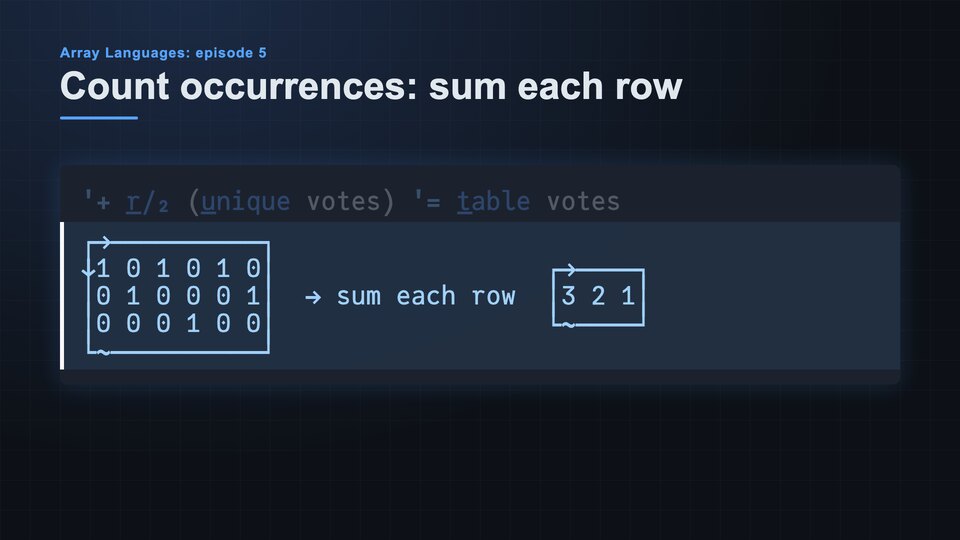 Array Languages: episode 5
Count occurrences: sum each row
'+ r/₂ (unique votes) '= table votes
1 0 1 0 1 0
0 1 0 0 0 1 → sum each row 3 2 1
0 0 0 1 0 0